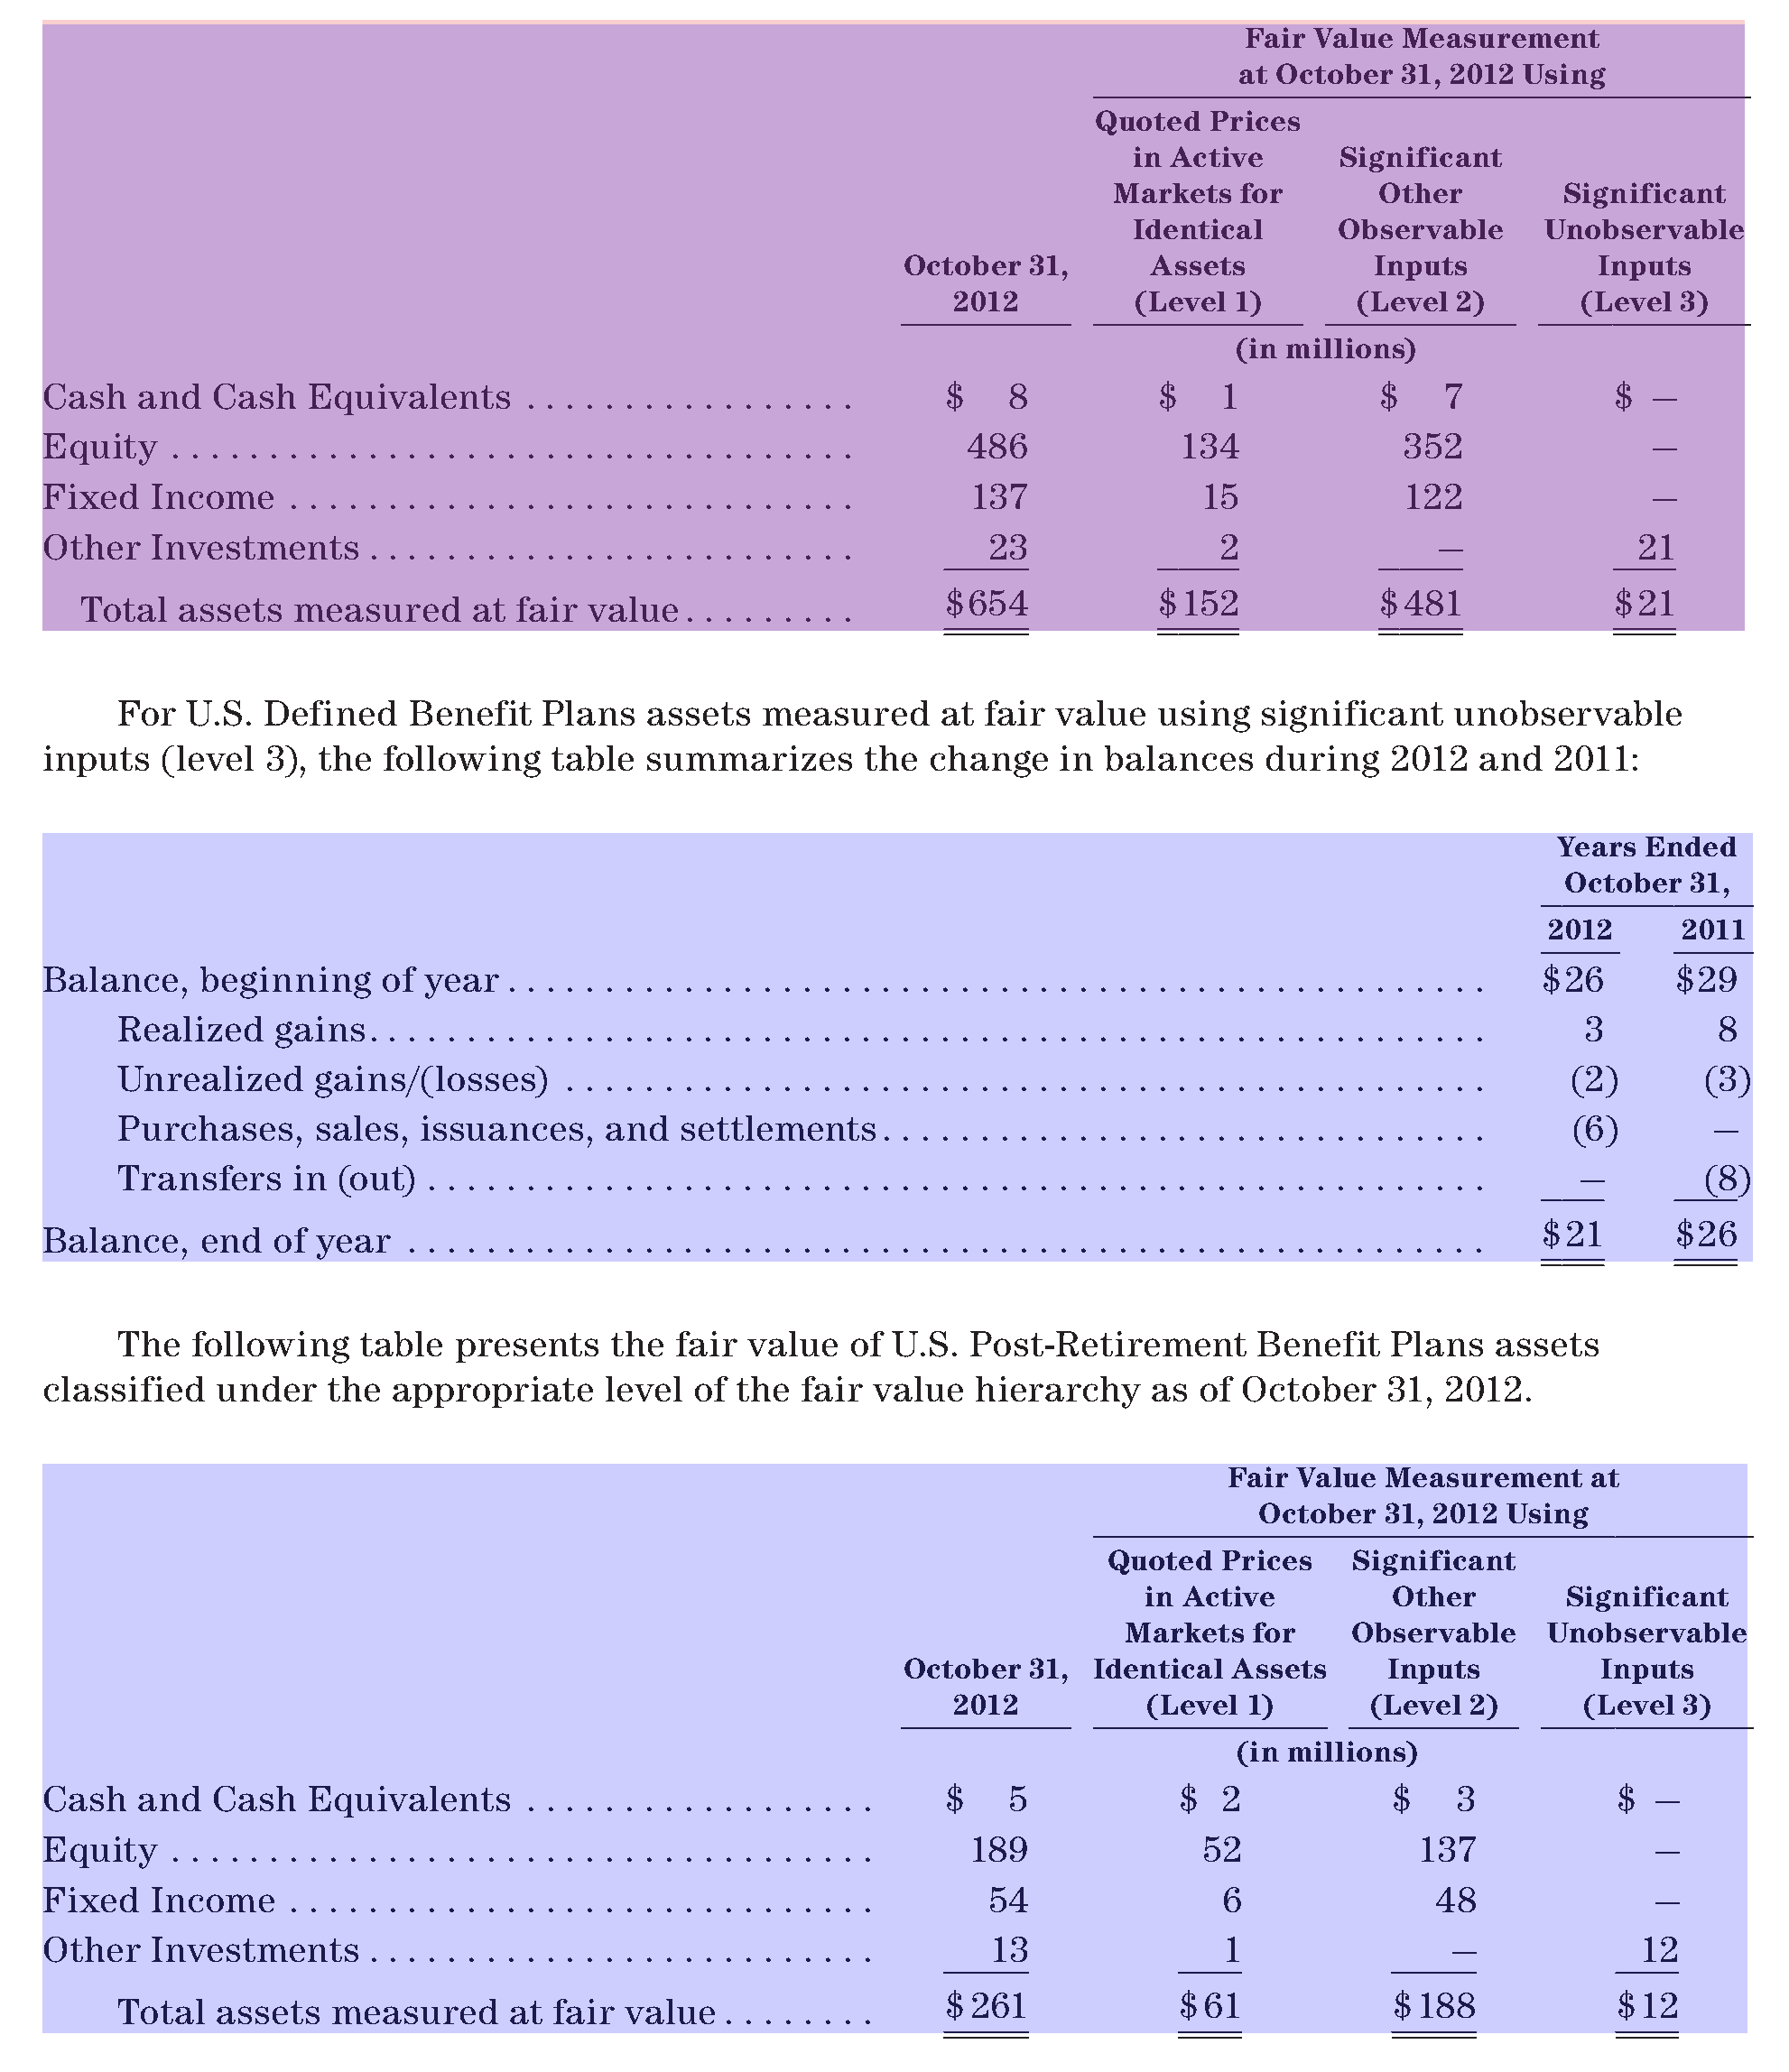 Fair Value Measurement
at October 31, 2012 Using
Quoted Prices
in Active Significant
Markets for Other Significant
Identical Observable Unobservable
October 31, Assets Inputs Inputs
2012 (Level 1) (Level 2) (Level 3)
(in millions)
Cash and Cash Equivalents . . . . . . . . . . . . . . . . . $ 8 $ 1 $ 7 $ —
Equity . . . . . . . . . . . . . . . . . . . . . . . . . . . . . . . . . . . 486 134 352 —
Fixed Income . . . . . . . . . . . . . . . . . . . . . . . . . . . . . 137 15 122 —
Other Investments . . . . . . . . . . . . . . . . . . . . . . . . . 23 2 — 21
Total assets measured at fair value . . . . . . . . . $654 $152 $481 $21
For U.S. Defined Benefit Plans assets measured at fair value using significant unobservable
inputs (level 3), the following table summarizes the change in balances during 2012 and 2011:
Years Ended
October 31,
2012 2011
Balance, beginning of year . . . . . . . . . . . . . . . . . . . . . . . . . . . . . . . . . . . . . . . . . . . . . . . . . . $26 $29
Realized gains . . . . . . . . . . . . . . . . . . . . . . . . . . . . . . . . . . . . . . . . . . . . . . . . . . . . . . . . . 3 8
Unrealized gains/(losses) . . . . . . . . . . . . . . . . . . . . . . . . . . . . . . . . . . . . . . . . . . . . . . . (2) (3)
Purchases, sales, issuances, and settlements . . . . . . . . . . . . . . . . . . . . . . . . . . . . . . . (6) —
Transfers in (out) . . . . . . . . . . . . . . . . . . . . . . . . . . . . . . . . . . . . . . . . . . . . . . . . . . . . . . — (8)
Balance, end of year . . . . . . . . . . . . . . . . . . . . . . . . . . . . . . . . . . . . . . . . . . . . . . . . . . . . . . . $21 $26
The following table presents the fair value of U.S. Post-Retirement Benefit Plans assets
classified under the appropriate level of the fair value hierarchy as of October 31, 2012.
Fair Value Measurement at
October 31, 2012 Using
Quoted Prices Significant
in Active Other Significant
Markets for Observable Unobservable
October 31, Identical Assets Inputs Inputs
2012 (Level 1) (Level 2) (Level 3)
(in millions)
Cash and Cash Equivalents . . . . . . . . . . . . . . . . . . $ 5 $ 2 $ 3 $ —
Equity . . . . . . . . . . . . . . . . . . . . . . . . . . . . . . . . . . . . 189 52 137 —
Fixed Income . . . . . . . . . . . . . . . . . . . . . . . . . . . . . . 54 6 48 —
Other Investments . . . . . . . . . . . . . . . . . . . . . . . . . . 13 1 — 12
Total assets measured at fair value . . . . . . . . $261 $61 $188 $12